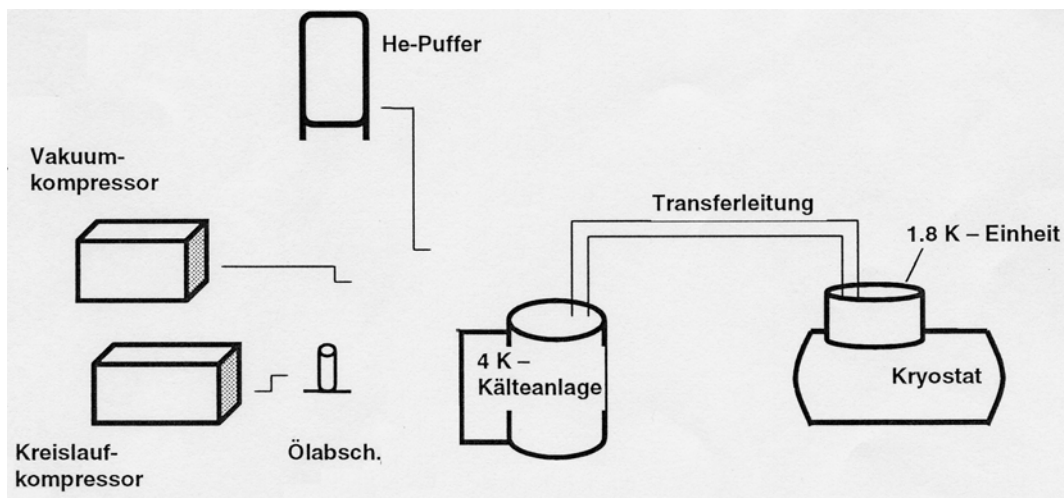 He-Puffer
Vakuum-
kompressor
Transferleitung
1.8 K – Einheit
4 K –
Kälteanlage
Kryostat
Kreislauf-
kompressor
Ölabsch.